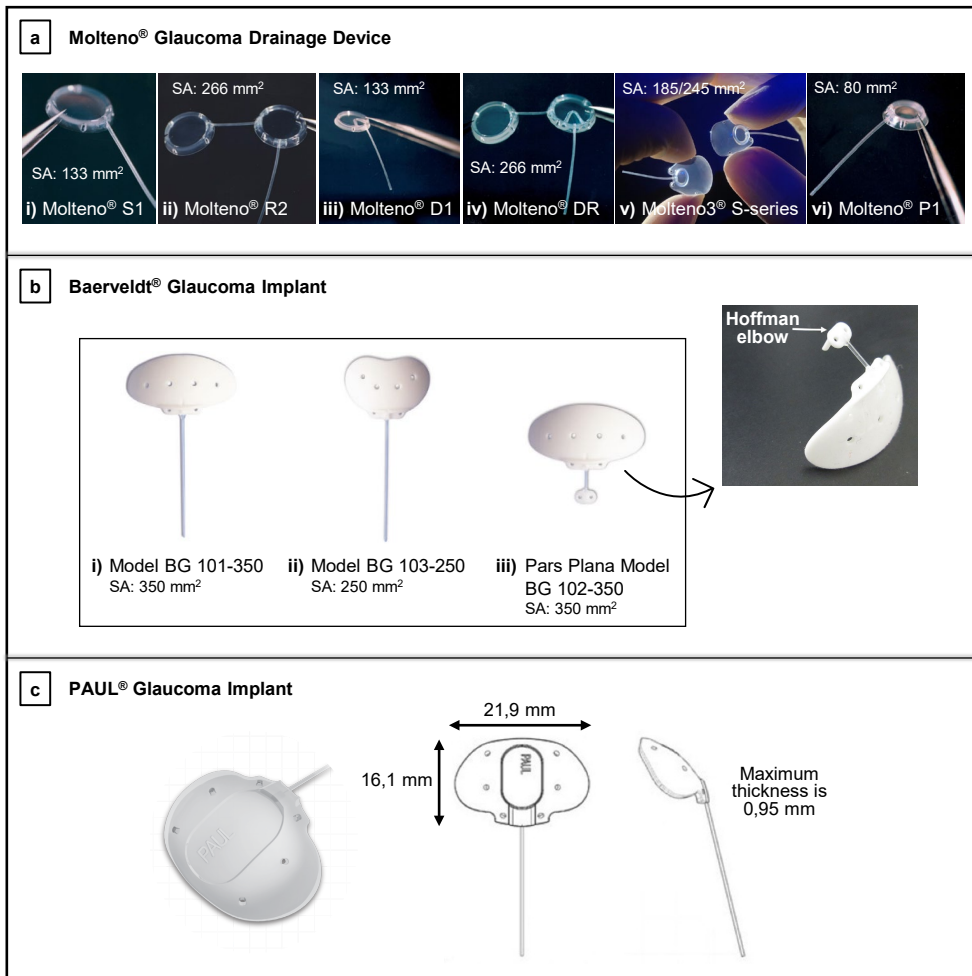 a Molteno® Glaucoma Drainage Device
SA: 133 mm²
i) Molteno® S1
SA: 266 mm²
ii) Molteno® R2
SA: 133 mm²
iii) Molteno® D1
SA: 266 mm²
iv) Molteno® DR
SA: 185/245 mm²
v) Molteno3® S-series
SA: 80 mm²
vi) Molteno® P1
b Baerveldt® Glaucoma Implant
Hoffman
elbow
i) Model BG 101-350
SA: 350 mm²
ii) Model BG 103-250
SA: 250 mm²
iii) Pars Plana Model
BG 102-350
SA: 350 mm²
c PAUL® Glaucoma Implant
PAUL
21,9 mm
16,1 mm
PAUL
Maximum
thickness is
0,95 mm